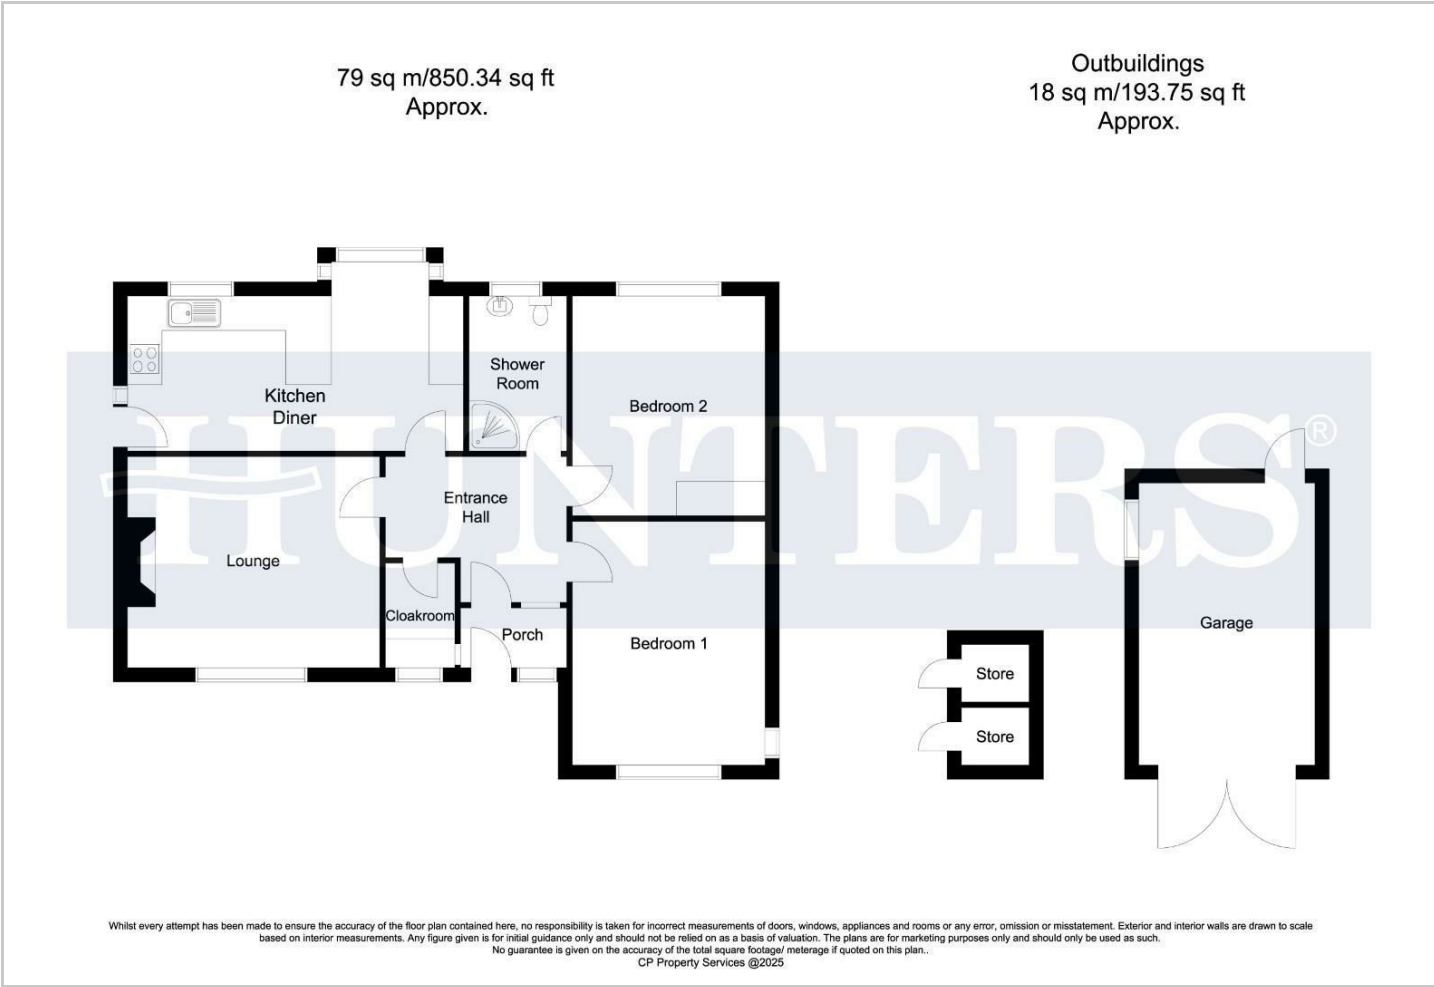 79 sq m/850.34 sq ft
Approx.
Outbuildings
18 sq m/193.75 sq ft
Approx.
Shower
Room
Kitchen
Diner
Bedroom 2
HUNTERS®
Entrance
Hall
Lounge
Cloakroom
Porch
Bedroom 1
Garage
Store
Store
Whilst every attempt has been made to ensure the accuracy of the floor plan contained here, no responsibility is taken for incorrect measurements of doors, windows, appliances and rooms or any error, omission or misstatement. Exterior and interior walls are drawn to scale
based on interior measurements. Any figure given is for initial guidance only and should not be relied on as a basis of valuation. The plans are for marketing purposes only and should only be used as such.
No guarantee is given on the accuracy of the total square footage/ meterage if quoted on this plan..
CP Property Services @2025